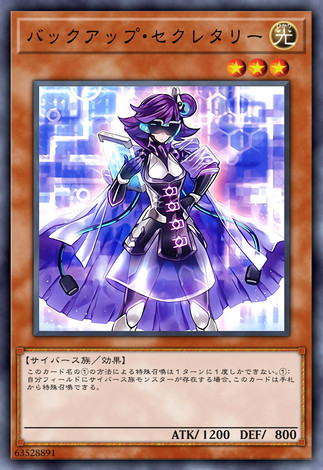 バックアップ・セクレタリー
光
【サイバース族／効果】
このカード名の①の方法による特殊召喚は１ターンに１度しかできない。①：
自分フィールドにサイバース族モンスターが存在する場合、このカードは手札
から特殊召喚できる。
ATK/1200 DEF/ 800
63528891